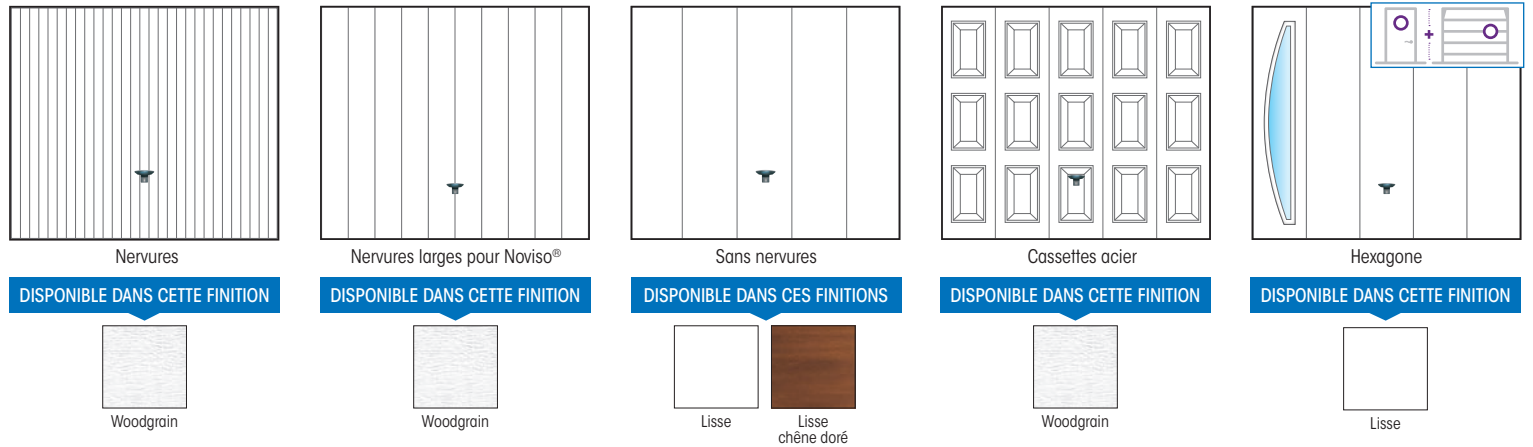 Nervures
Nervures larges pour Noviso®
Sans nervures
Cassettes acier
Hexagone
DISPONIBLE DANS CETTE FINITION
DISPONIBLE DANS CETTE FINITION
DISPONIBLE DANS CES FINITIONS
DISPONIBLE DANS CETTE FINITION
DISPONIBLE DANS CETTE FINITION
Woodgrain
Woodgrain
Lisse
Lisse
chêne doré
Woodgrain
Lisse